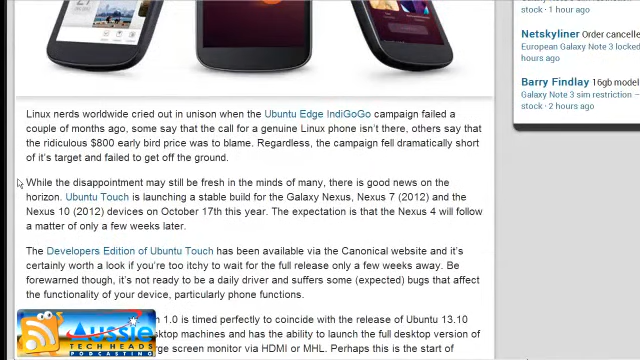 stock · 1 hour ago
Netskyliner Order cancelle
European Galaxy Note 3 locked
hours ago
Barry Findlay 16gb model
Galaxy Note 3 sim restriction –
stock · 2 hours ago
Linux nerds worldwide cried out in unison when the Ubuntu Edge IndiGoGo campaign failed a
couple of months ago, some say that the call for a genuine Linux phone isn't there, others say that
the ridiculous $800 early bird price was to blame. Regardless, the campaign fell dramatically short
of it's target and failed to get off the ground.
While the disappointment may still be fresh in the minds of many, there is good news on the
horizon. Ubuntu Touch is launching a stable build for the Galaxy Nexus, Nexus 7 (2012) and the
Nexus 10 (2012) devices on October 17th this year. The expectation is that the Nexus 4 will follow
a matter of only a few weeks later.
The Developers Edition of Ubuntu Touch has been available via the Canonical website and it's
certainly worth a look if you're too itchy to wait for the full release only a few weeks away. Be
forewarned though, it's not ready to be a daily driver and suffers some (expected) bugs that affect
the functionality of your device, particularly phone functions.
n 1.0 is timed perfectly to coincide with the release of Ubuntu 13.10
sktop machines and has the ability to launch the full desktop version of
rge screen monitor via HDMI or MHL. Perhaps this is the start of
Aussie
TECH HEADS
PODCASTING